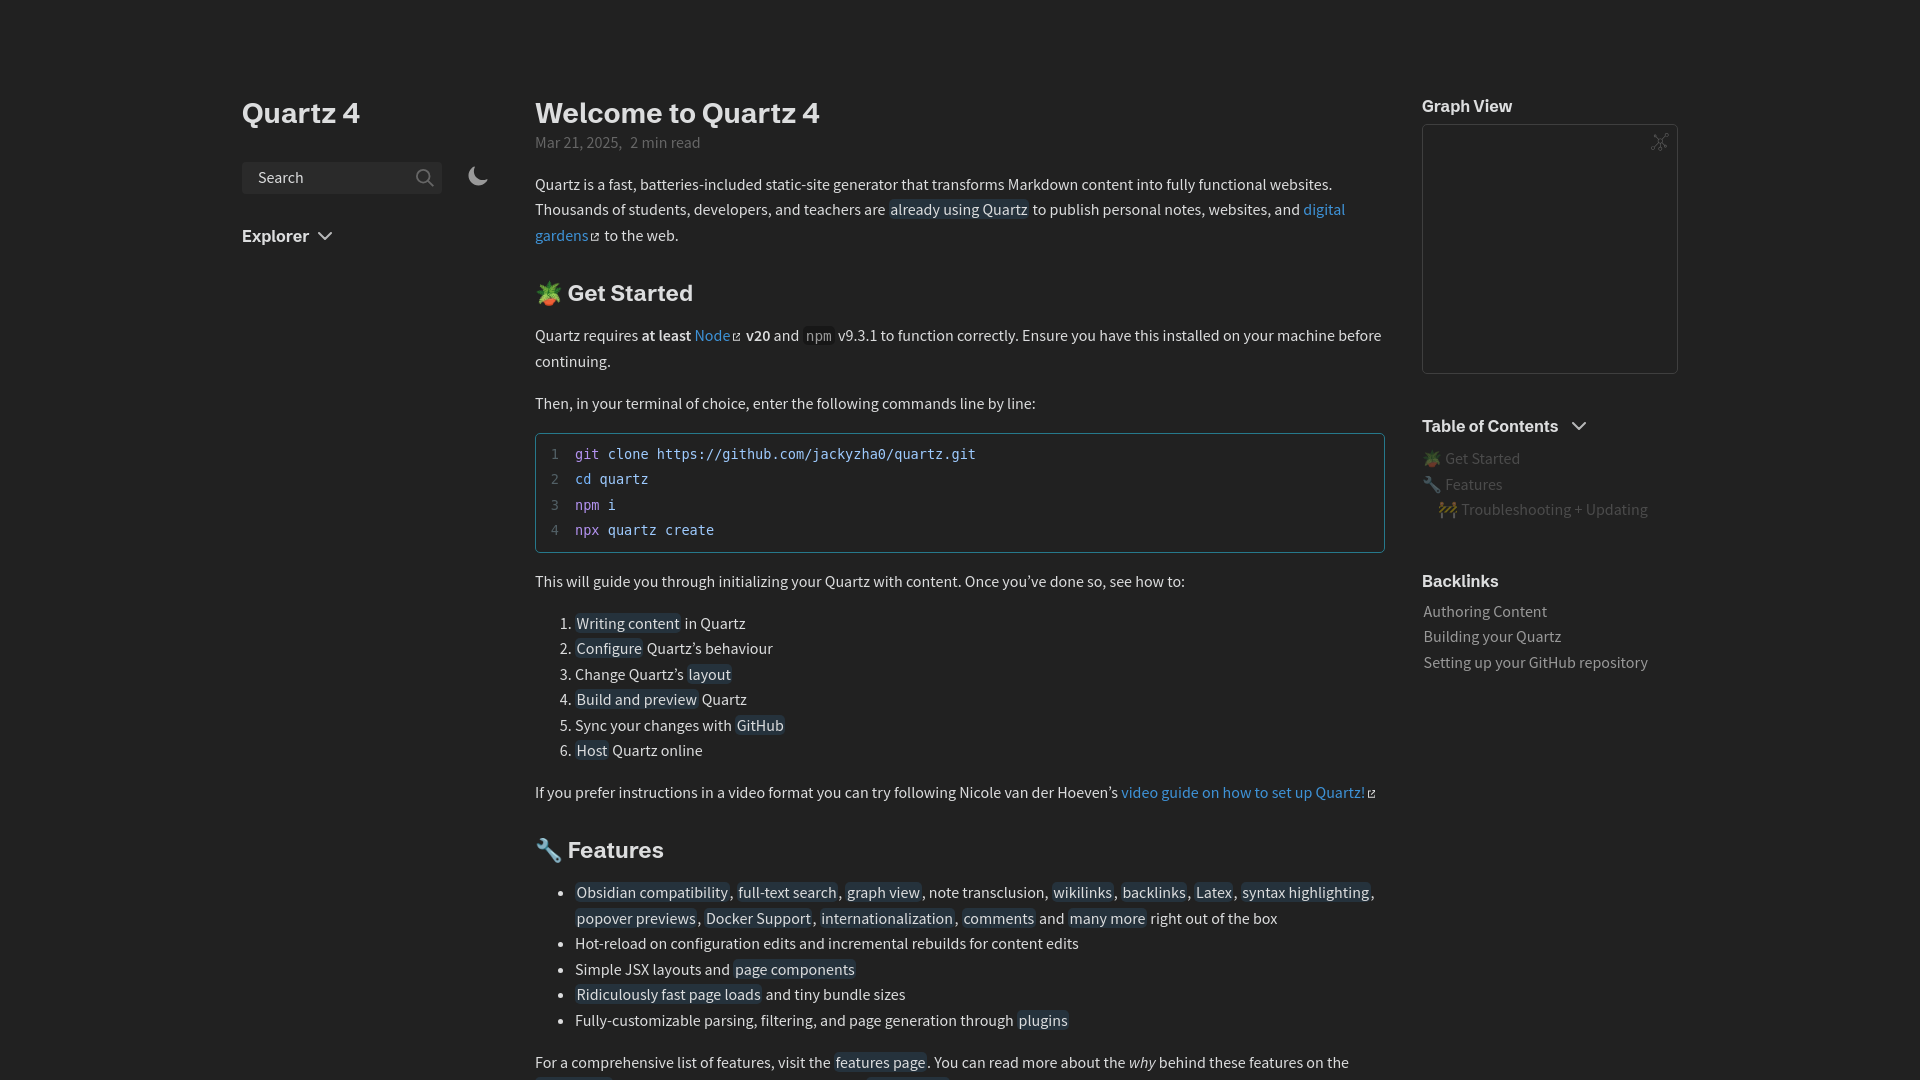 Quartz 4
Search
Explorer
Welcome to Quartz 4
Mar 21, 2025, 2 min read
Quartz is a fast, batteries-included static-site generator that transforms Markdown content into fully functional websites.
Thousands of students, developers, and teachers are already using Quartz to publish personal notes, websites, and digital
gardens to the web.
🪴 Get Started
Quartz requires at least Node v20 and npm v9.3.1 to function correctly. Ensure you have this installed on your machine before
continuing.
Then, in your terminal of choice, enter the following commands line by line:
1 git clone https://github.com/jackyzha0/quartz.git
2 cd quartz
3 npm i
4 npx quartz create
This will guide you through initializing your Quartz with content. Once you’ve done so, see how to:
1. Writing content in Quartz
2. Configure Quartz’s behaviour
3. Change Quartz’s layout
4. Build and preview Quartz
5. Sync your changes with GitHub
6. Host Quartz online
If you prefer instructions in a video format you can try following Nicole van der Hoeven’s video guide on how to set up Quartz!
🔧 Features
• Obsidian compatibility, full-text search, graph view, note transclusion, wikilinks, backlinks, Latex, syntax highlighting,
popover previews, Docker Support, internationalization, comments and many more right out of the box
• Hot-reload on configuration edits and incremental rebuilds for content edits
• Simple JSX layouts and page components
• Ridiculously fast page loads and tiny bundle sizes
• Fully-customizable parsing, filtering, and page generation through plugins
For a comprehensive list of features, visit the features page. You can read more about the why behind these features on the
Graph View
Table of Contents
🪴 Get Started
🔧 Features
🚧 Troubleshooting + Updating
Backlinks
Authoring Content
Building your Quartz
Setting up your GitHub repository